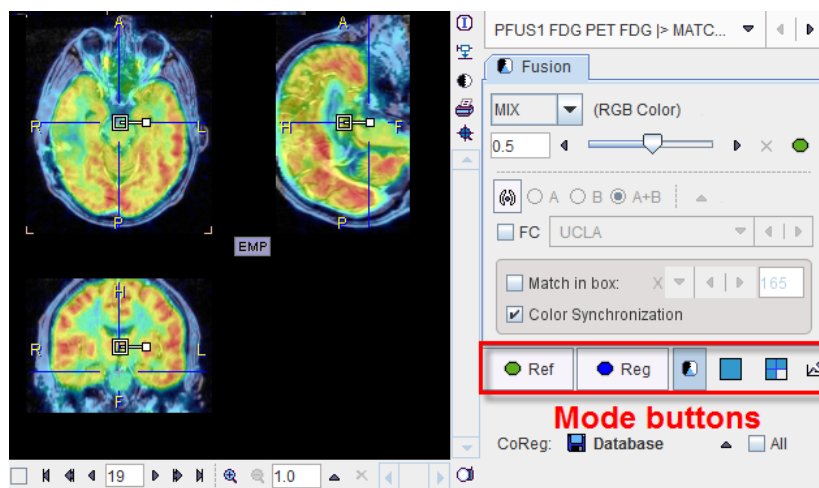 A
R
L
P
H
F
P
EMP
H
R
L
F
19
1.0
PFUS1 FDG PET FDG |> MATC...
Fusion
MIX (RGB Color)
0.5
A B A+B
FC UCLA
Match in box: X 165
Color Synchronization
Ref Reg
Mode buttons
CoReg: Database All